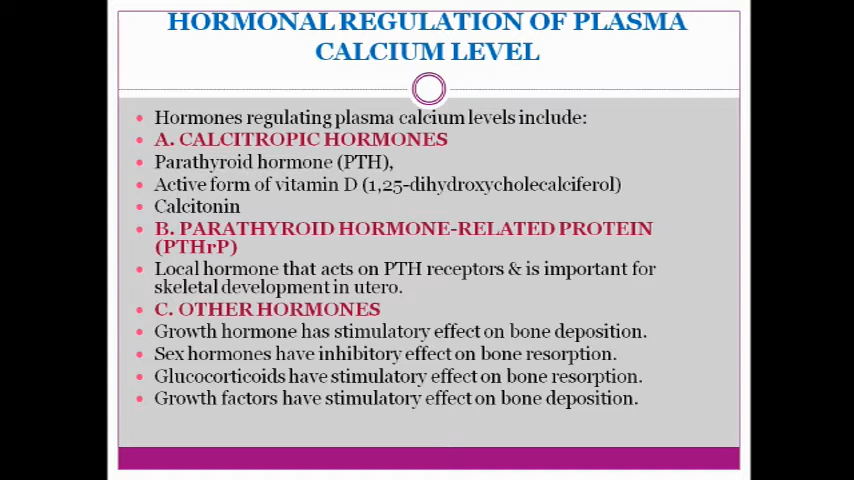 HORMONAL REGULATION OF PLASMA
CALCIUM LEVEL
• Hormones regulating plasma calcium levels include:
• A. CALCITROPIC HORMONES
• Parathyroid hormone (PTH),
• Active form of vitamin D (1,25-dihydroxycholecalciferol)
• Calcitonin
• B. PARATHYROID HORMONE-RELATED PROTEIN
(PTHrP)
• Local hormone that acts on PTH receptors & is important for
skeletal development in utero.
• C. OTHER HORMONES
• Growth hormone has stimulatory effect on bone deposition.
• Sex hormones have inhibitory effect on bone resorption.
• Glucocorticoids have stimulatory effect on bone resorption.
• Growth factors have stimulatory effect on bone deposition.